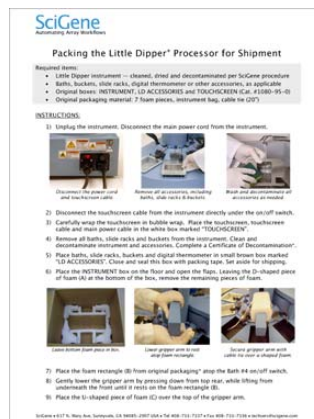 SciGene
Automating Array Workflows
Packing the Little Dipper® Processor for Shipment
Required items:
• Little Dipper instrument — cleaned, dried and decontaminated per SciGene procedure
• Baths, buckets, slide racks, digital thermometer or other accessories, as applicable
• Original boxes: INSTRUMENT, LD ACCESSORIES and TOUCHSCREEN (Cat. #1080-95-0)
• Original packaging material: 7 foam pieces, instrument bag, cable tie (20")
INSTRUCTIONS:
1) Unplug the instrument. Disconnect the main power cord from the instrument.
Disconnect the power cord
and touchscreen cable
Remove all accessories, including
baths, slide racks & buckets
Wash and decontaminate all
accessories as needed
2) Disconnect the touchscreen cable from the instrument directly under the on/off switch.
3) Carefully wrap the touchscreen in bubble wrap. Place the touchscreen, touchscreen
cable and main power cable in the white box marked "TOUCHSCREEN".
4) Remove all baths, slide racks and buckets from the instrument. Clean and
decontaminate instrument and accessories. Complete a Certificate of Decontamination*.
5) Place baths, slide racks, buckets and digital thermometer in small brown box marked
"LD ACCESSORIES". Close and seal this box with packing tape. Set aside for shipping.
6) Place the INSTRUMENT box on the floor and open the flaps. Leaving the D-shaped piece
of foam (A) at the bottom of the box, remove the remaining pieces of foam.
Leave bottom foam piece in box
Lower gripper arm to rest
atop foam rectangle
Secure gripper arm with
cable tie over u-shaped foam
7) Place the foam rectangle (B) from original packaging* atop the Bath #4 on/off switch.
8) Gently lower the gripper arm by pressing down from top rear, while lifting from
underneath the front until it rests on the foam rectangle (B).
9) Place the U-shaped piece of foam (C) over the top of the gripper arm.